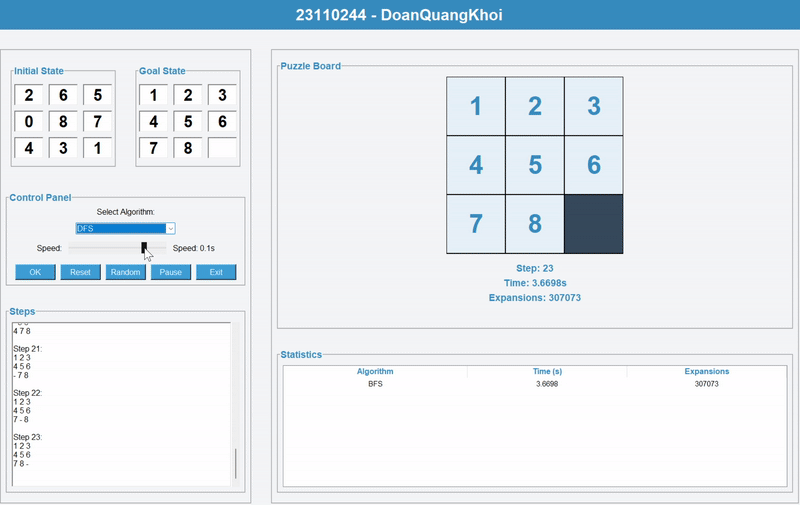 23110244 - DoanQuangKhoi
Initial State
2 6 5
0 8 7
4 3 1
Goal State
1 2 3
4 5 6
7 8
Control Panel
Select Algorithm:
DFS
Speed: Speed: 0.1s
OK Reset Random Pause Exit
Steps
4 7 8
Step 21:
1 2 3
4 5 6
- 7 8
Step 22:
1 2 3
4 5 6
7 - 8
Step 23:
1 2 3
4 5 6
7 8 -
Puzzle Board
1 2 3
4 5 6
7 8
Step: 23
Time: 3.6698s
Expansions: 307073
Statistics
Algorithm Time (s) Expansions
BFS 3.6698 307073